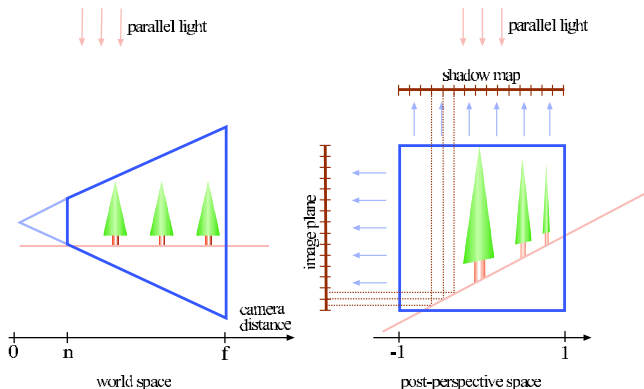 parallel light
camera
distance
0
n
f
world space
parallel light
shadow map
image plane
-1
1
post-perspective space